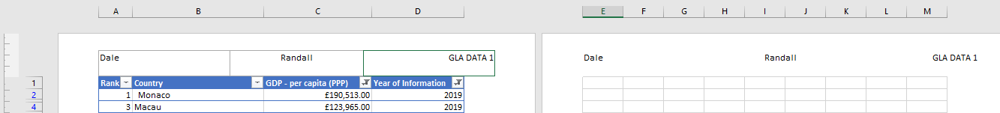 A B C D E F G H I J K L M
Dale Randall GLA DATA 1 Dale Randall GLA DATA 1
1 Rank Country GDP - per capita (PPP) Year of Information
2 1 Monaco £190,513.00 2019
4 3 Macau £123,965.00 2019